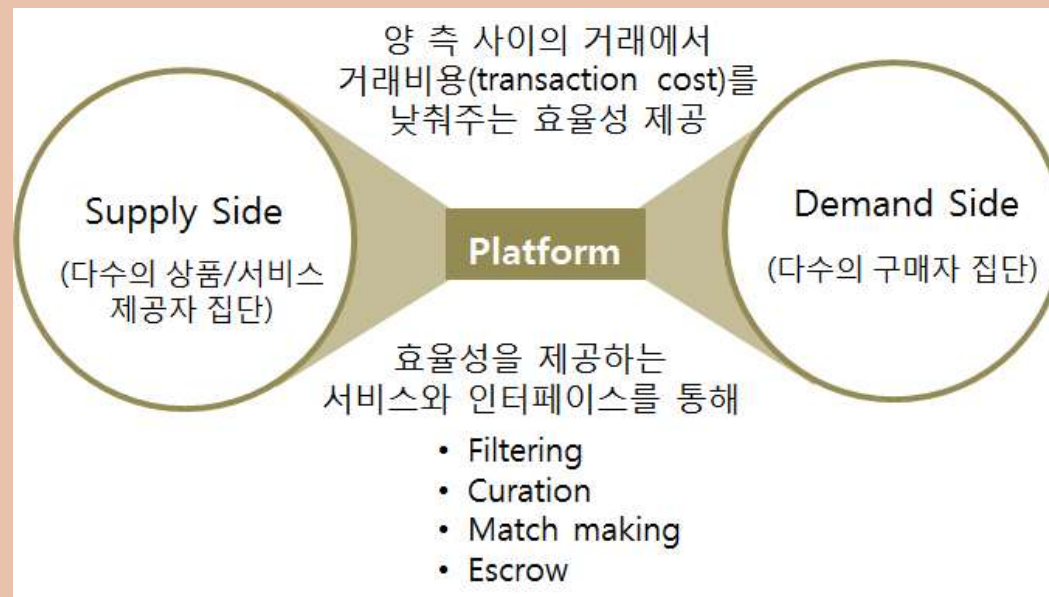 양 측 사이의 거래에서
거래비용(transaction cost)를
낮춰주는 효율성 제공
Supply Side
(다수의 상품/서비스
제공자 집단)
Platform
Demand Side
(다수의 구매자 집단)
효율성을 제공하는
서비스와 인터페이스를 통해
• Filtering
• Curation
• Match making
• Escrow